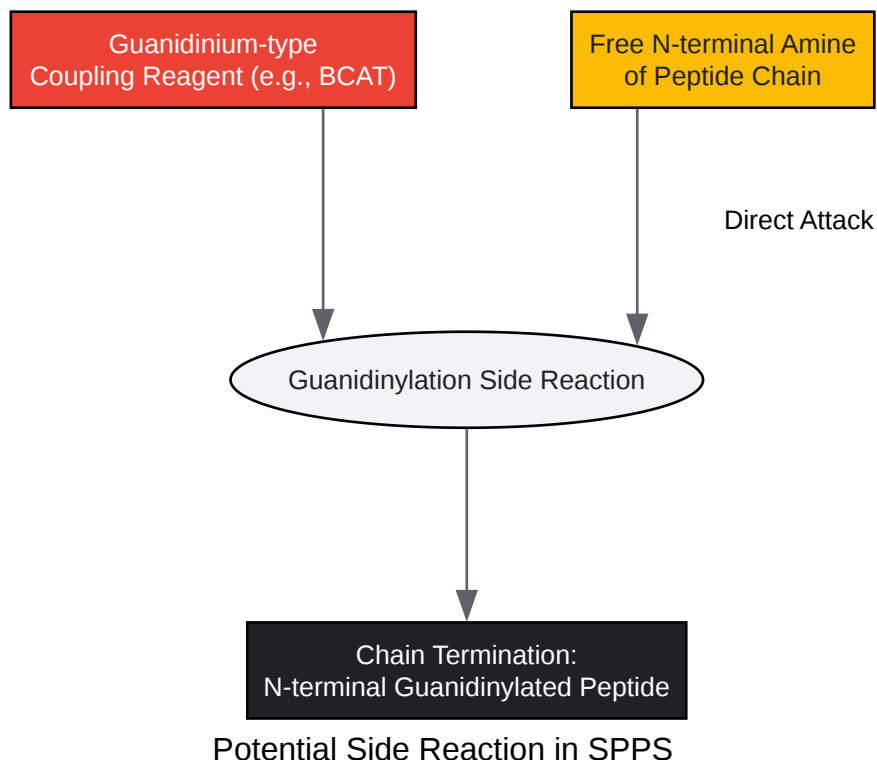 Guanidinium-type
Coupling Reagent (e.g., BCAT)
Free N-terminal Amine
of Peptide Chain
Direct Attack
Guanidinylation Side Reaction
Chain Termination:
N-terminal Guanidinylated Peptide
Potential Side Reaction in SPPS